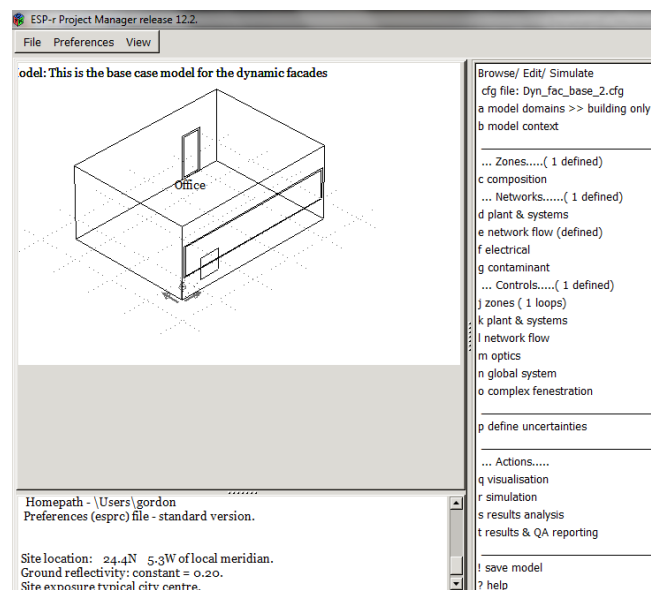 ESP-r Project Manager release 12.2.
File Preferences View
odel: This is the base case model for the dynamic facades
Office
Homepath - \Users\gordon
Preferences (esprc) file - standard version.
Site location: 24.4N 5.3W of local meridian.
Ground reflectivity: constant = 0.20.
Site exposure typical city centre.
Browse/ Edit/ Simulate
cfg file: Dyn_fac_base_2.cfg
a model domains >> building only
b model context
... Zones.....( 1 defined)
c composition
... Networks......( 1 defined)
d plant & systems
e network flow (defined)
f electrical
g contaminant
... Controls.....( 1 defined)
j zones ( 1 loops)
k plant & systems
l network flow
m optics
n global system
o complex fenestration
p define uncertainties
... Actions.....
q visualisation
r simulation
s results analysis
t results & QA reporting
! save model
? help